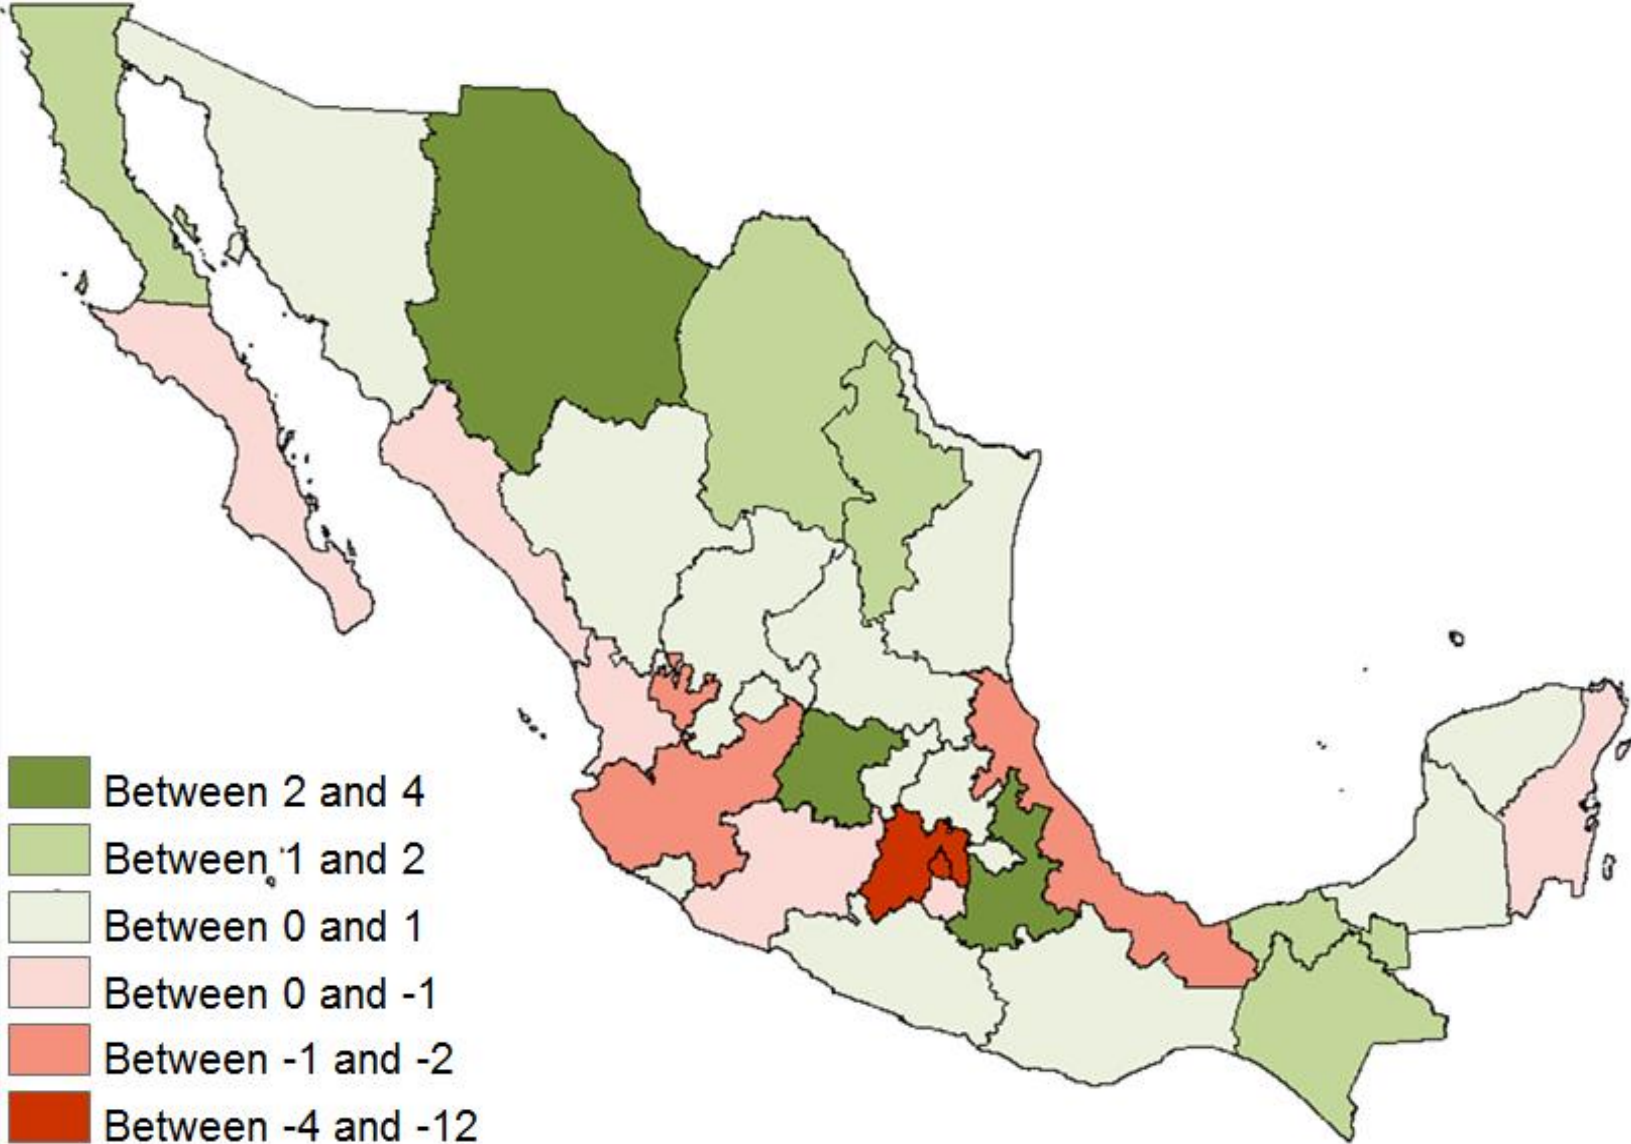 Between 2 and 4
Between 1 and 2
Between 0 and 1
Between 0 and -1
Between -1 and -2
Between -4 and -12